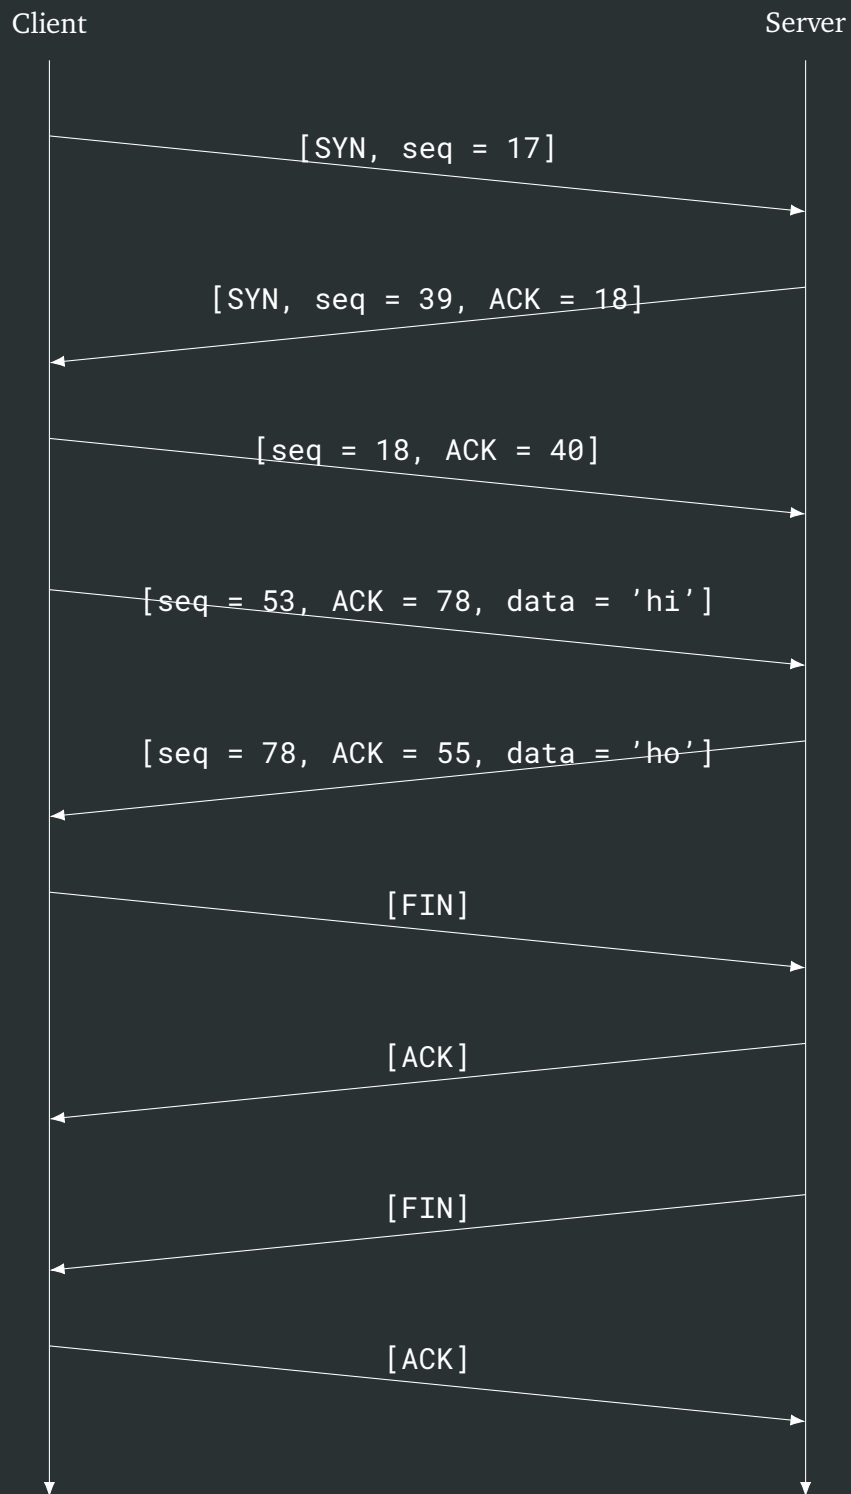 Client
Server
[SYN, seq = 17]
[SYN, seq = 39, ACK = 18]
[seq = 18, ACK = 40]
[seq = 53, ACK = 78, data = ’hi’]
[seq = 78, ACK = 55, data = ’ho’]
[FIN]
[ACK]
[FIN]
[ACK]